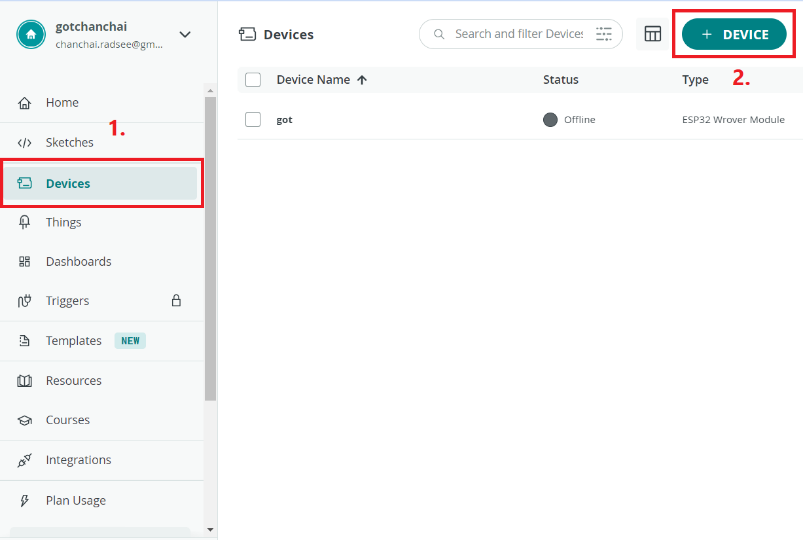 gotchanchai
chanchai.radsee@gm...
Home
1.
Sketches
Devices
Things
Dashboards
Triggers
Templates NEW
Resources
Courses
Integrations
Plan Usage
Devices
Search and filter Devices
+ DEVICE
2.
Device Name Status Type
got Offline ESP32 Wrover Module